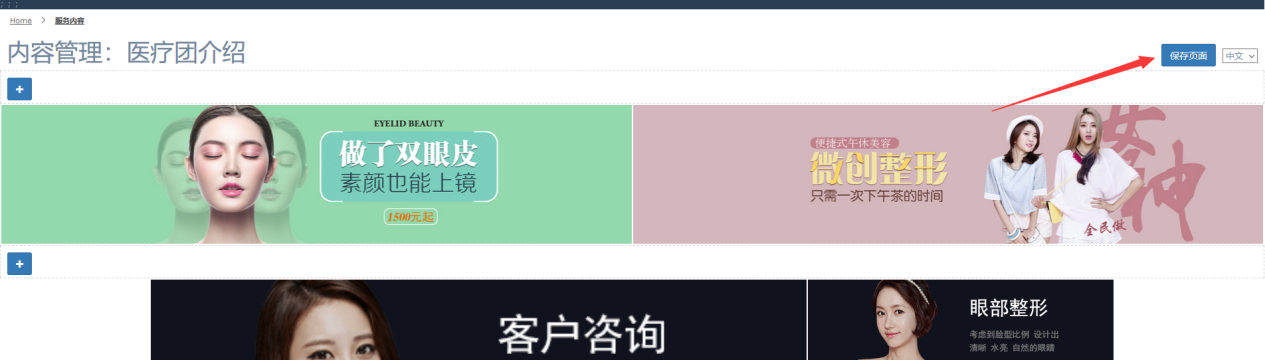 Home > 服务内容
内容管理：医疗团介绍
保存页面
中文
+
EYELID BEAUTY
做了双眼皮
素颜也能上镜
1500元起
便捷式午休美容
微创整形
只需一次下午茶的时间
女神
全民做
+
客户咨询
眼部整形
考虑到脸型比例 设计出
清晰 水亮 自然的眼睛